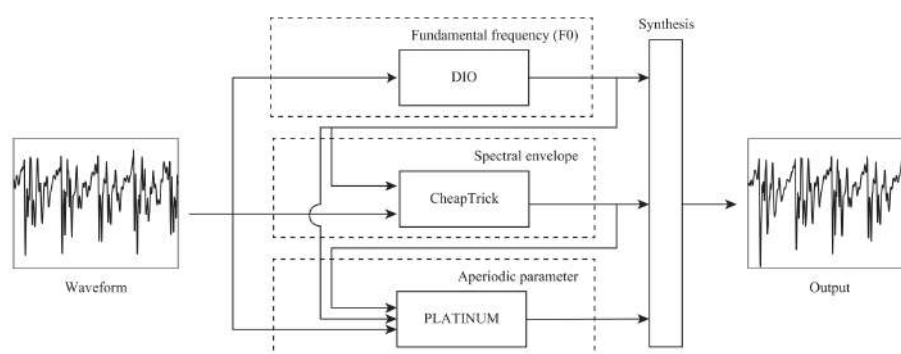 Fundamental frequency (F0)
Synthesis
DIO
Spectral envelope
CheapTrick
Waveform
Aperiodic parameter
Output
PLATINUM